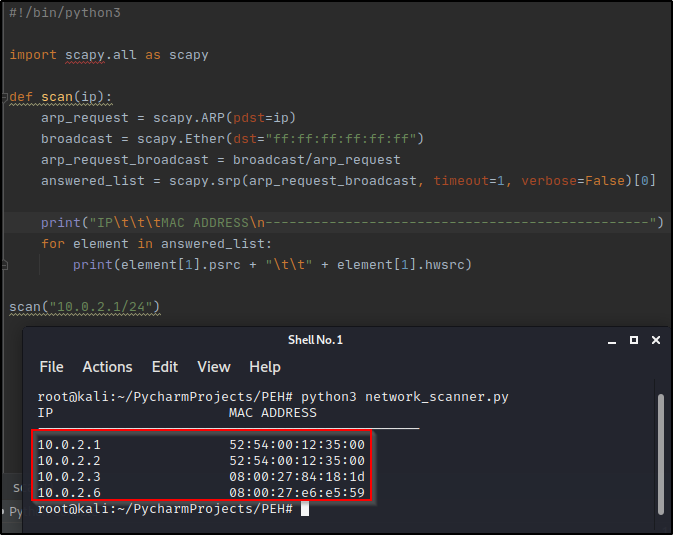 #!/bin/python3
import scapy.all as scapy
def scan(ip):
    arp_request = scapy.ARP(pdst=ip)
    broadcast = scapy.Ether(dst="ff:ff:ff:ff:ff:ff")
    arp_request_broadcast = broadcast/arp_request
    answered_list = scapy.srp(arp_request_broadcast, timeout=1, verbose=False)[0]
    print("IP\t\t\tMAC ADDRESS\n------------------------------------------------")
    for element in answered_list:
        print(element[1].psrc + "\t\t" + element[1].hwsrc)
scan("10.0.2.1/24")
Shell No.1
File Actions Edit View Help
root@kali:~/PycharmProjects/PEH# python3 network_scanner.py
IP                      MAC ADDRESS
------------------------------------------------
10.0.2.1                52:54:00:12:35:00
10.0.2.2                52:54:00:12:35:00
10.0.2.3                08:00:27:84:18:1d
10.0.2.6                08:00:27:e6:e5:59
root@kali:~/PycharmProjects/PEH#